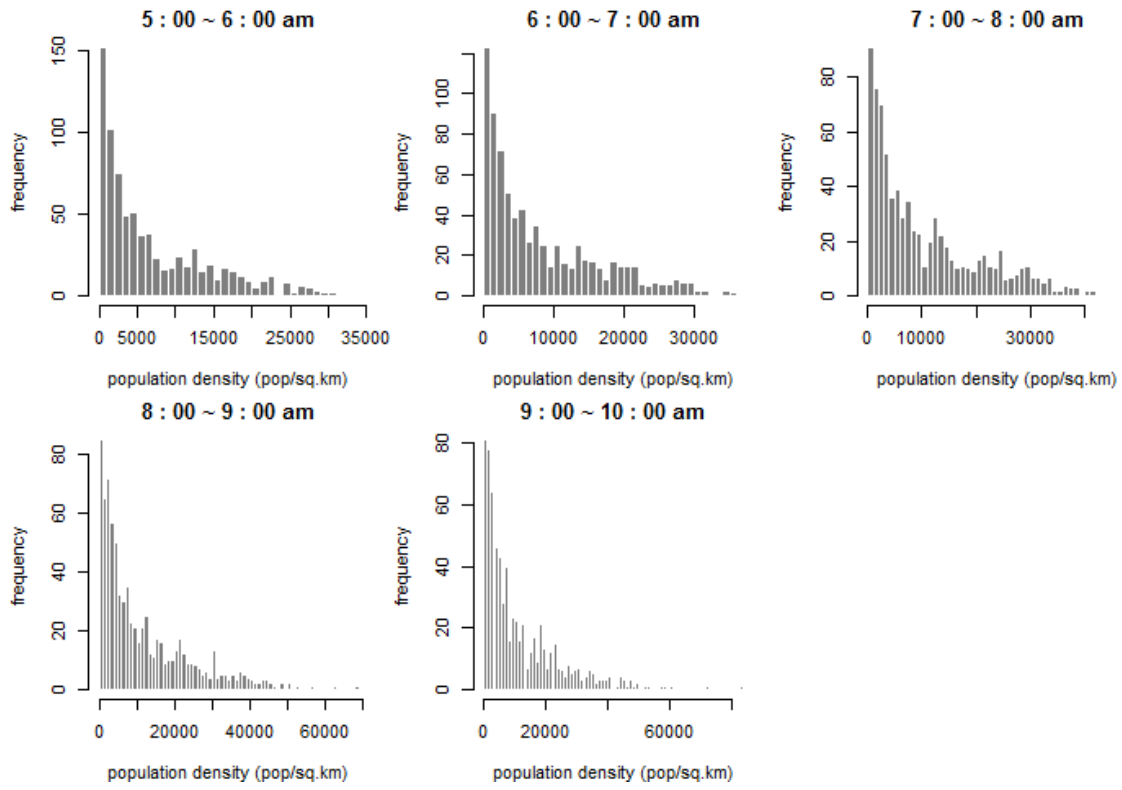 5 : 00 ~ 6 : 00 am
frequency
0
50
100
150
0 5000 15000 25000 35000
population density (pop/sq.km)
6 : 00 ~ 7 : 00 am
frequency
0
20
40
60
80
100
0 10000 20000 30000
population density (pop/sq.km)
7 : 00 ~ 8 : 00 am
frequency
0
20
40
60
80
0 10000 30000
population density (pop/sq.km)
8 : 00 ~ 9 : 00 am
frequency
0
20
40
60
80
0 20000 40000 60000
population density (pop/sq.km)
9 : 00 ~ 10 : 00 am
frequency
0
20
40
60
80
0 20000 60000
population density (pop/sq.km)